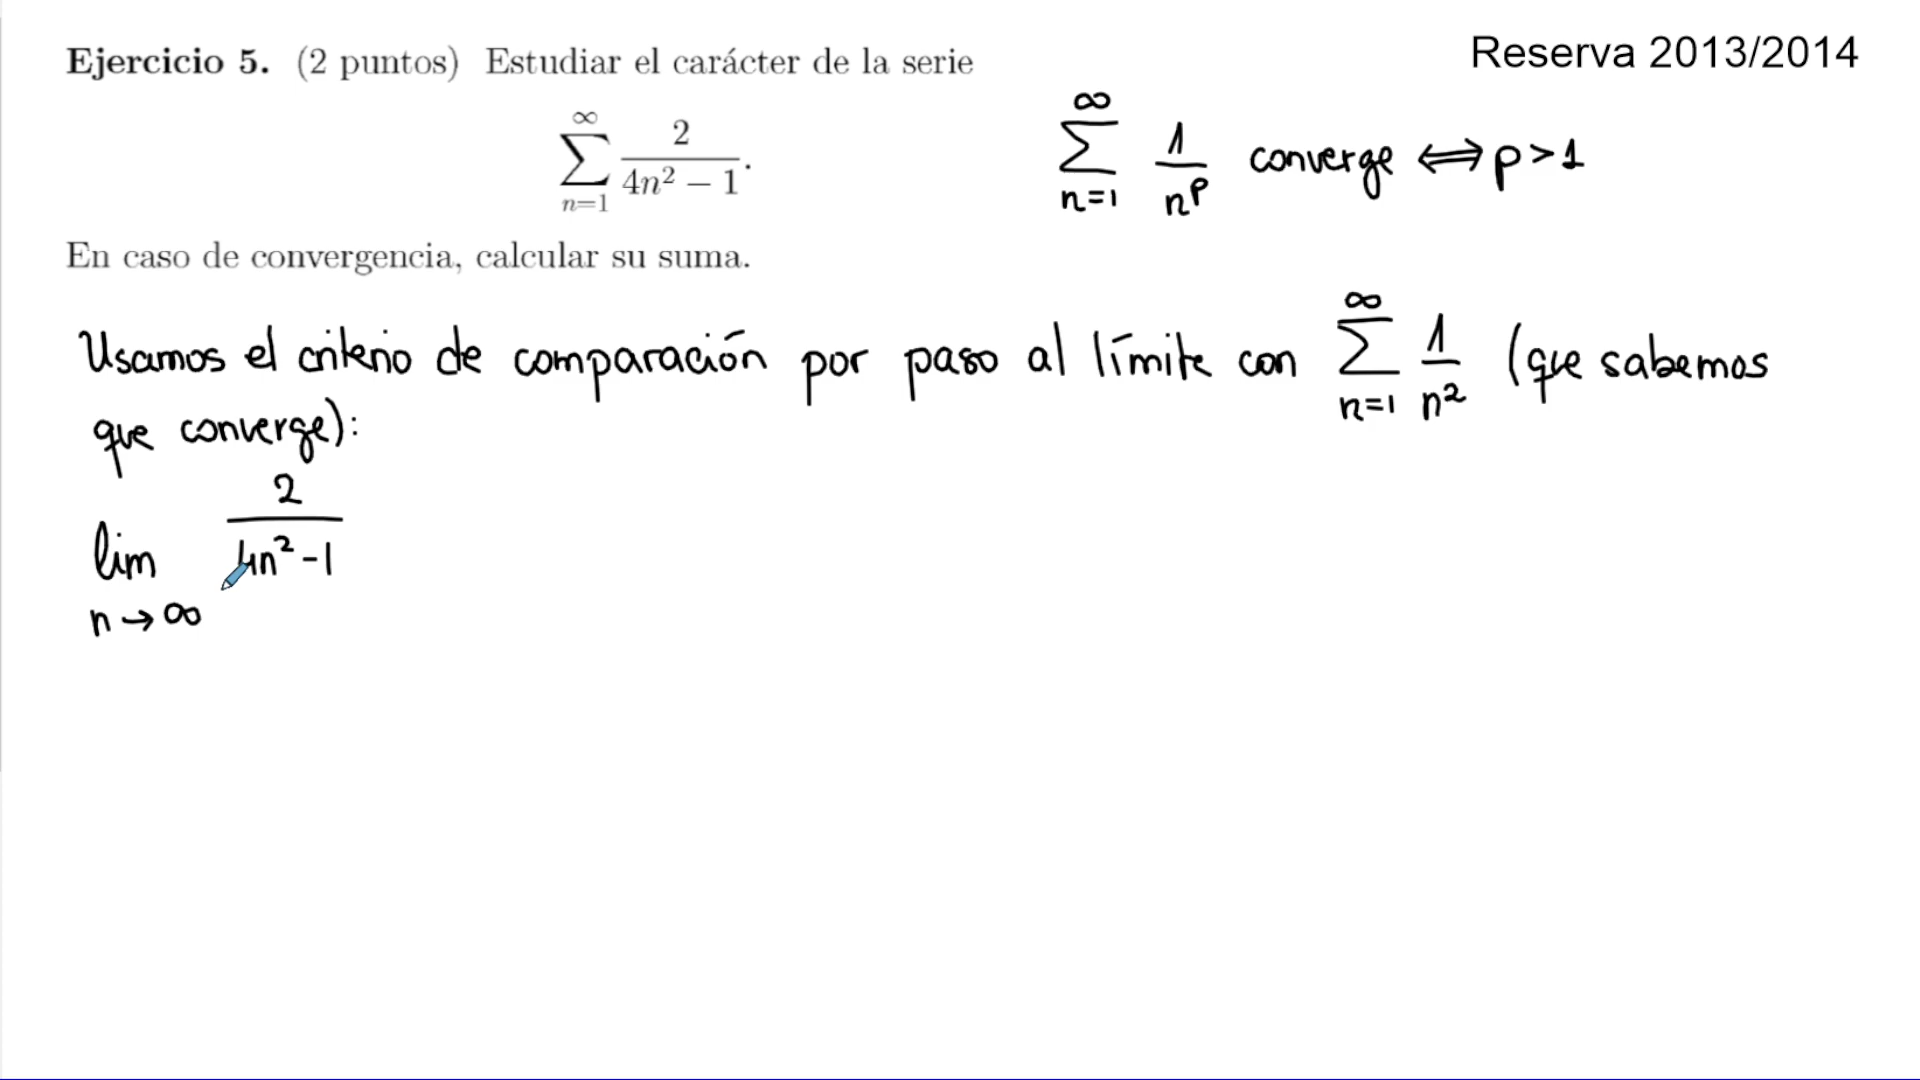 Ejercicio 5. (2 puntos) Estudiar el carácter de la serie
Reserva 2013/2014
∞
∑ 2 / (4n² − 1).
n=1
∞
∑ 1/n^p converge ⟺ p>1
n=1
En caso de convergencia, calcular su suma.
Usamos el criterio de comparación por paso al límite con ∑_{n=1}^{∞} 1/n² (que sabemos
que converge):
lim 2 / (4n² − 1)
n → ∞